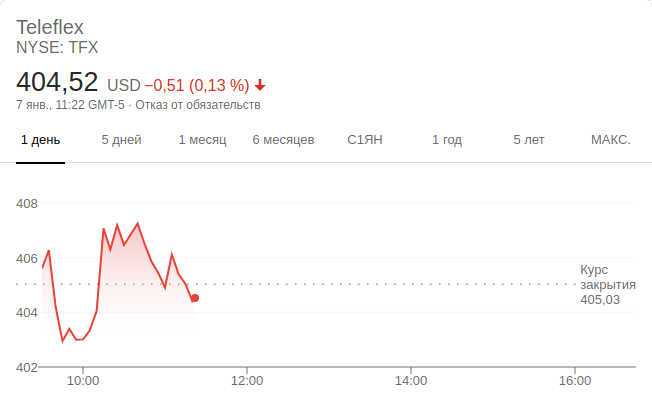 Teleflex
NYSE: TFX
404,52 USD −0,51 (0,13 %)
7 янв., 11:22 GMT-5 · Отказ от обязательств
1 день 5 дней 1 месяц 6 месяцев С1ЯН 1 год 5 лет МАКС.
408
406
Курс
закрытия
405,03
404
402
10:00 12:00 14:00 16:00